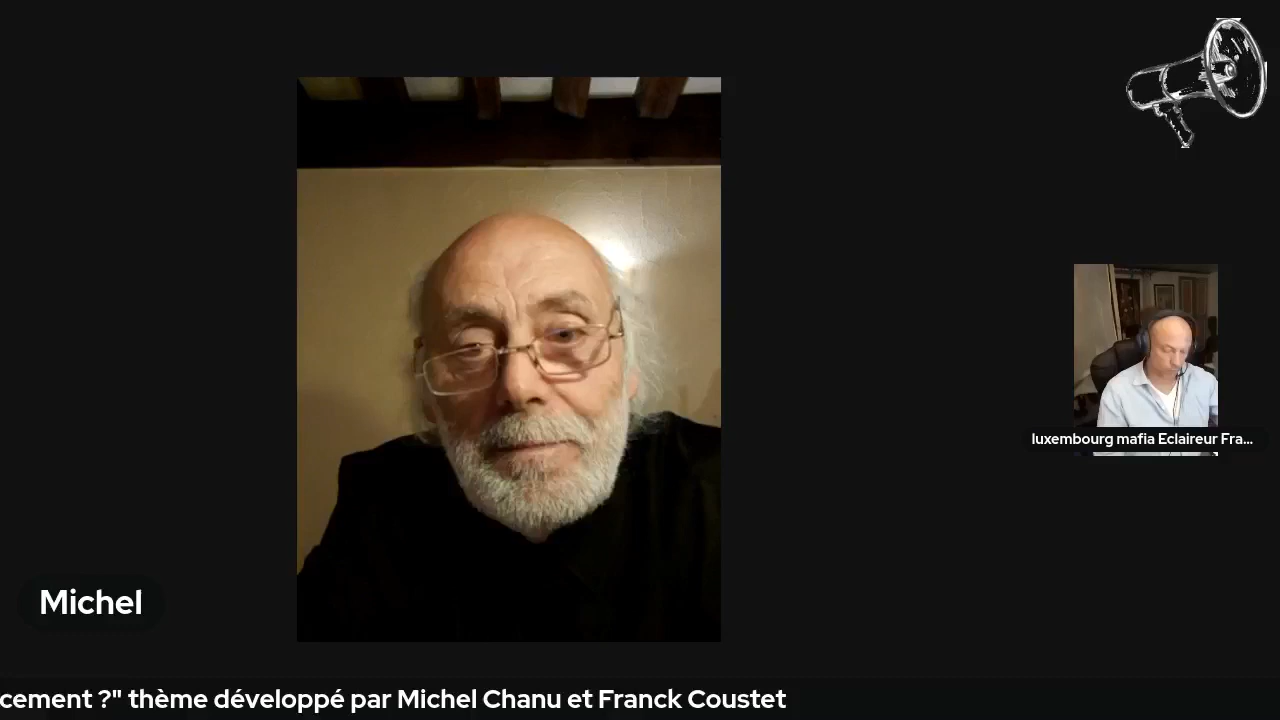 luxembourg mafia Eclaireur Fra...
Michel
cement ?" thème développé par Michel Chanu et Franck Coustet